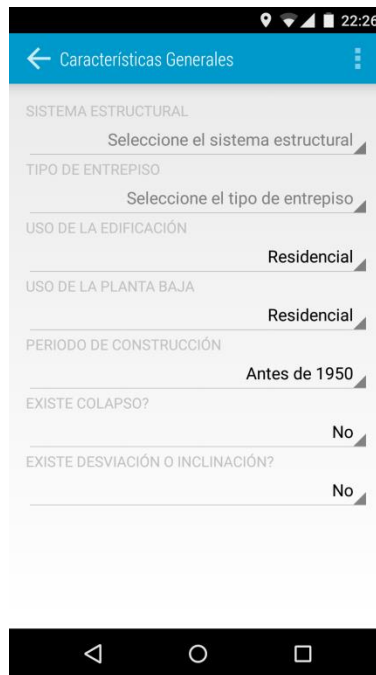 22:26
Características Generales
SISTEMA ESTRUCTURAL
Seleccione el sistema estructural
TIPO DE ENTREPISO
Seleccione el tipo de entrepiso
USO DE LA EDIFICACIÓN
Residencial
USO DE LA PLANTA BAJA
Residencial
PERIODO DE CONSTRUCCIÓN
Antes de 1950
EXISTE COLAPSO?
No
EXISTE DESVIACIÓN O INCLINACIÓN?
No